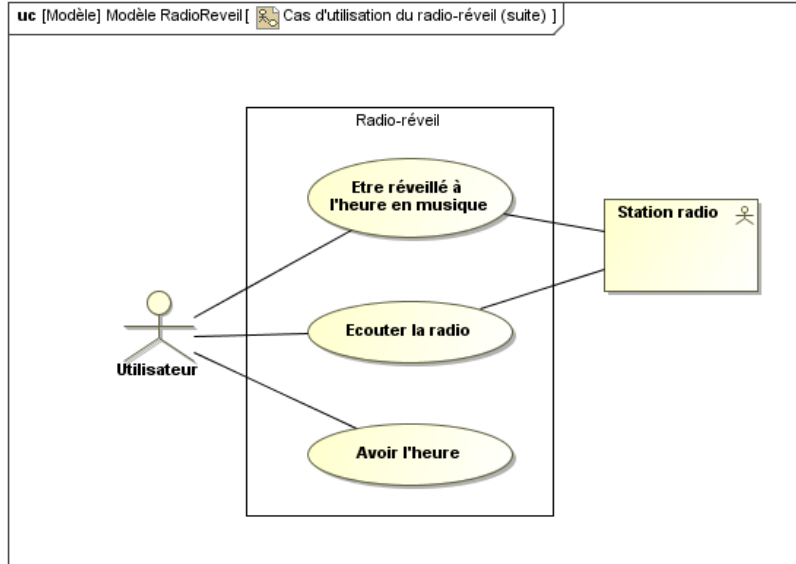 uc [Modèle] Modèle RadioReveil [ Cas d'utilisation du radio-réveil (suite) ]
Radio-réveil
Etre réveillé à
l'heure en musique
Station radio
Ecouter la radio
Utilisateur
Avoir l'heure